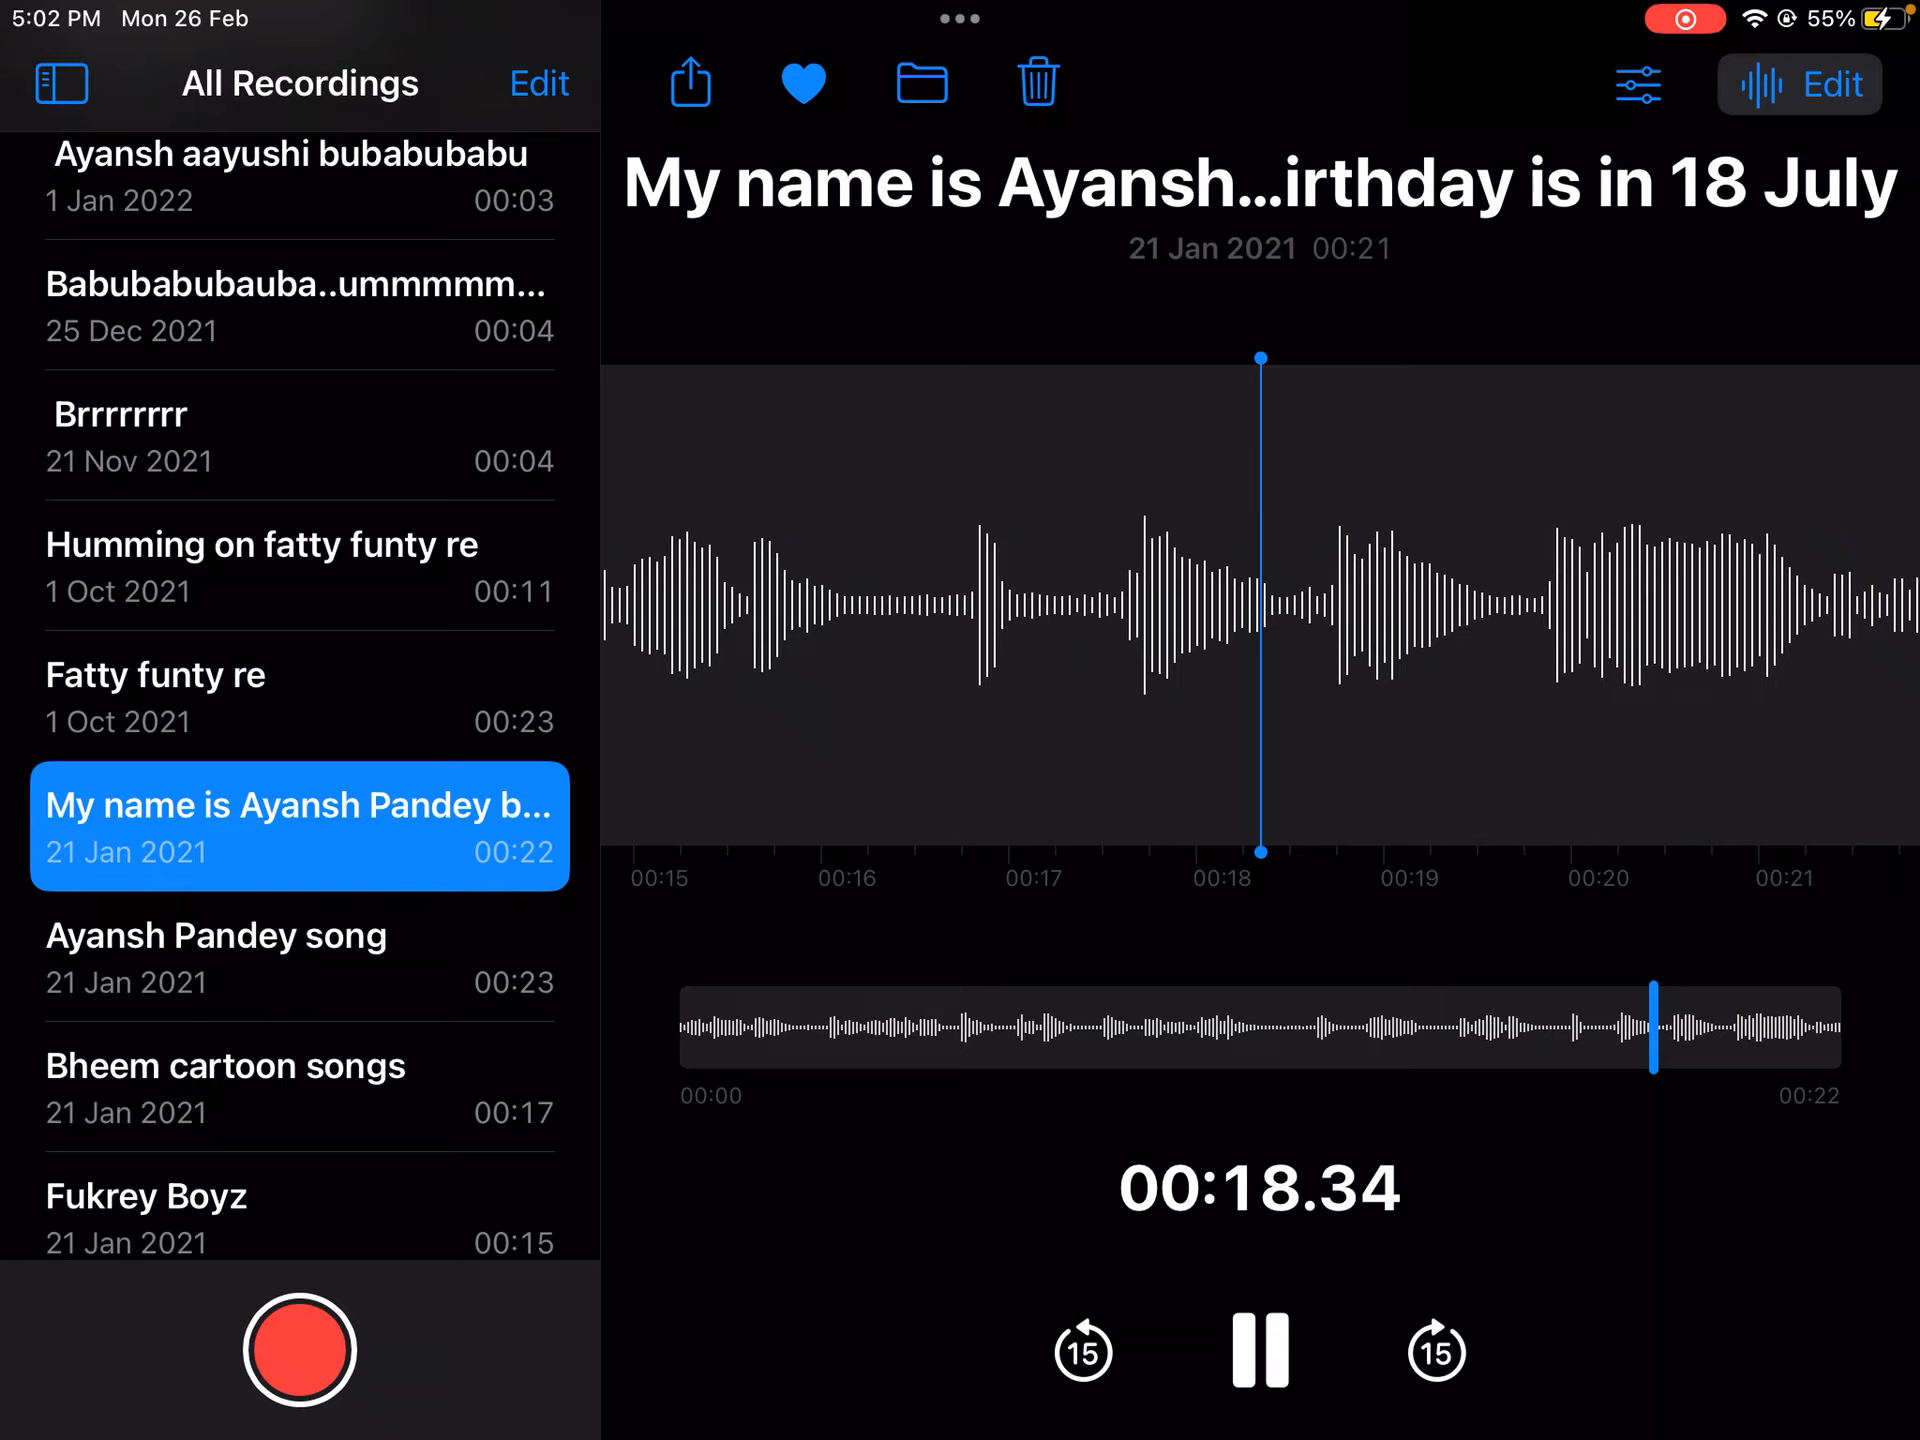 5:02 PM Mon 26 Feb
55%
All Recordings
Edit
Edit
Ayansh aayushi bubabubabu
1 Jan 2022 00:03
Babubabubauba..ummmmm...
25 Dec 2021 00:04
Brrrrrrrr
21 Nov 2021 00:04
Humming on fatty funty re
1 Oct 2021 00:11
Fatty funty re
1 Oct 2021 00:23
My name is Ayansh Pandey b...
21 Jan 2021 00:22
Ayansh Pandey song
21 Jan 2021 00:23
Bheem cartoon songs
21 Jan 2021 00:17
Fukrey Boyz
21 Jan 2021 00:15
My name is Ayansh...irthday is in 18 July
21 Jan 2021 00:21
00:15 00:16 00:17 00:18 00:19 00:20 00:21
00:00 00:22
00:18.34
15 15